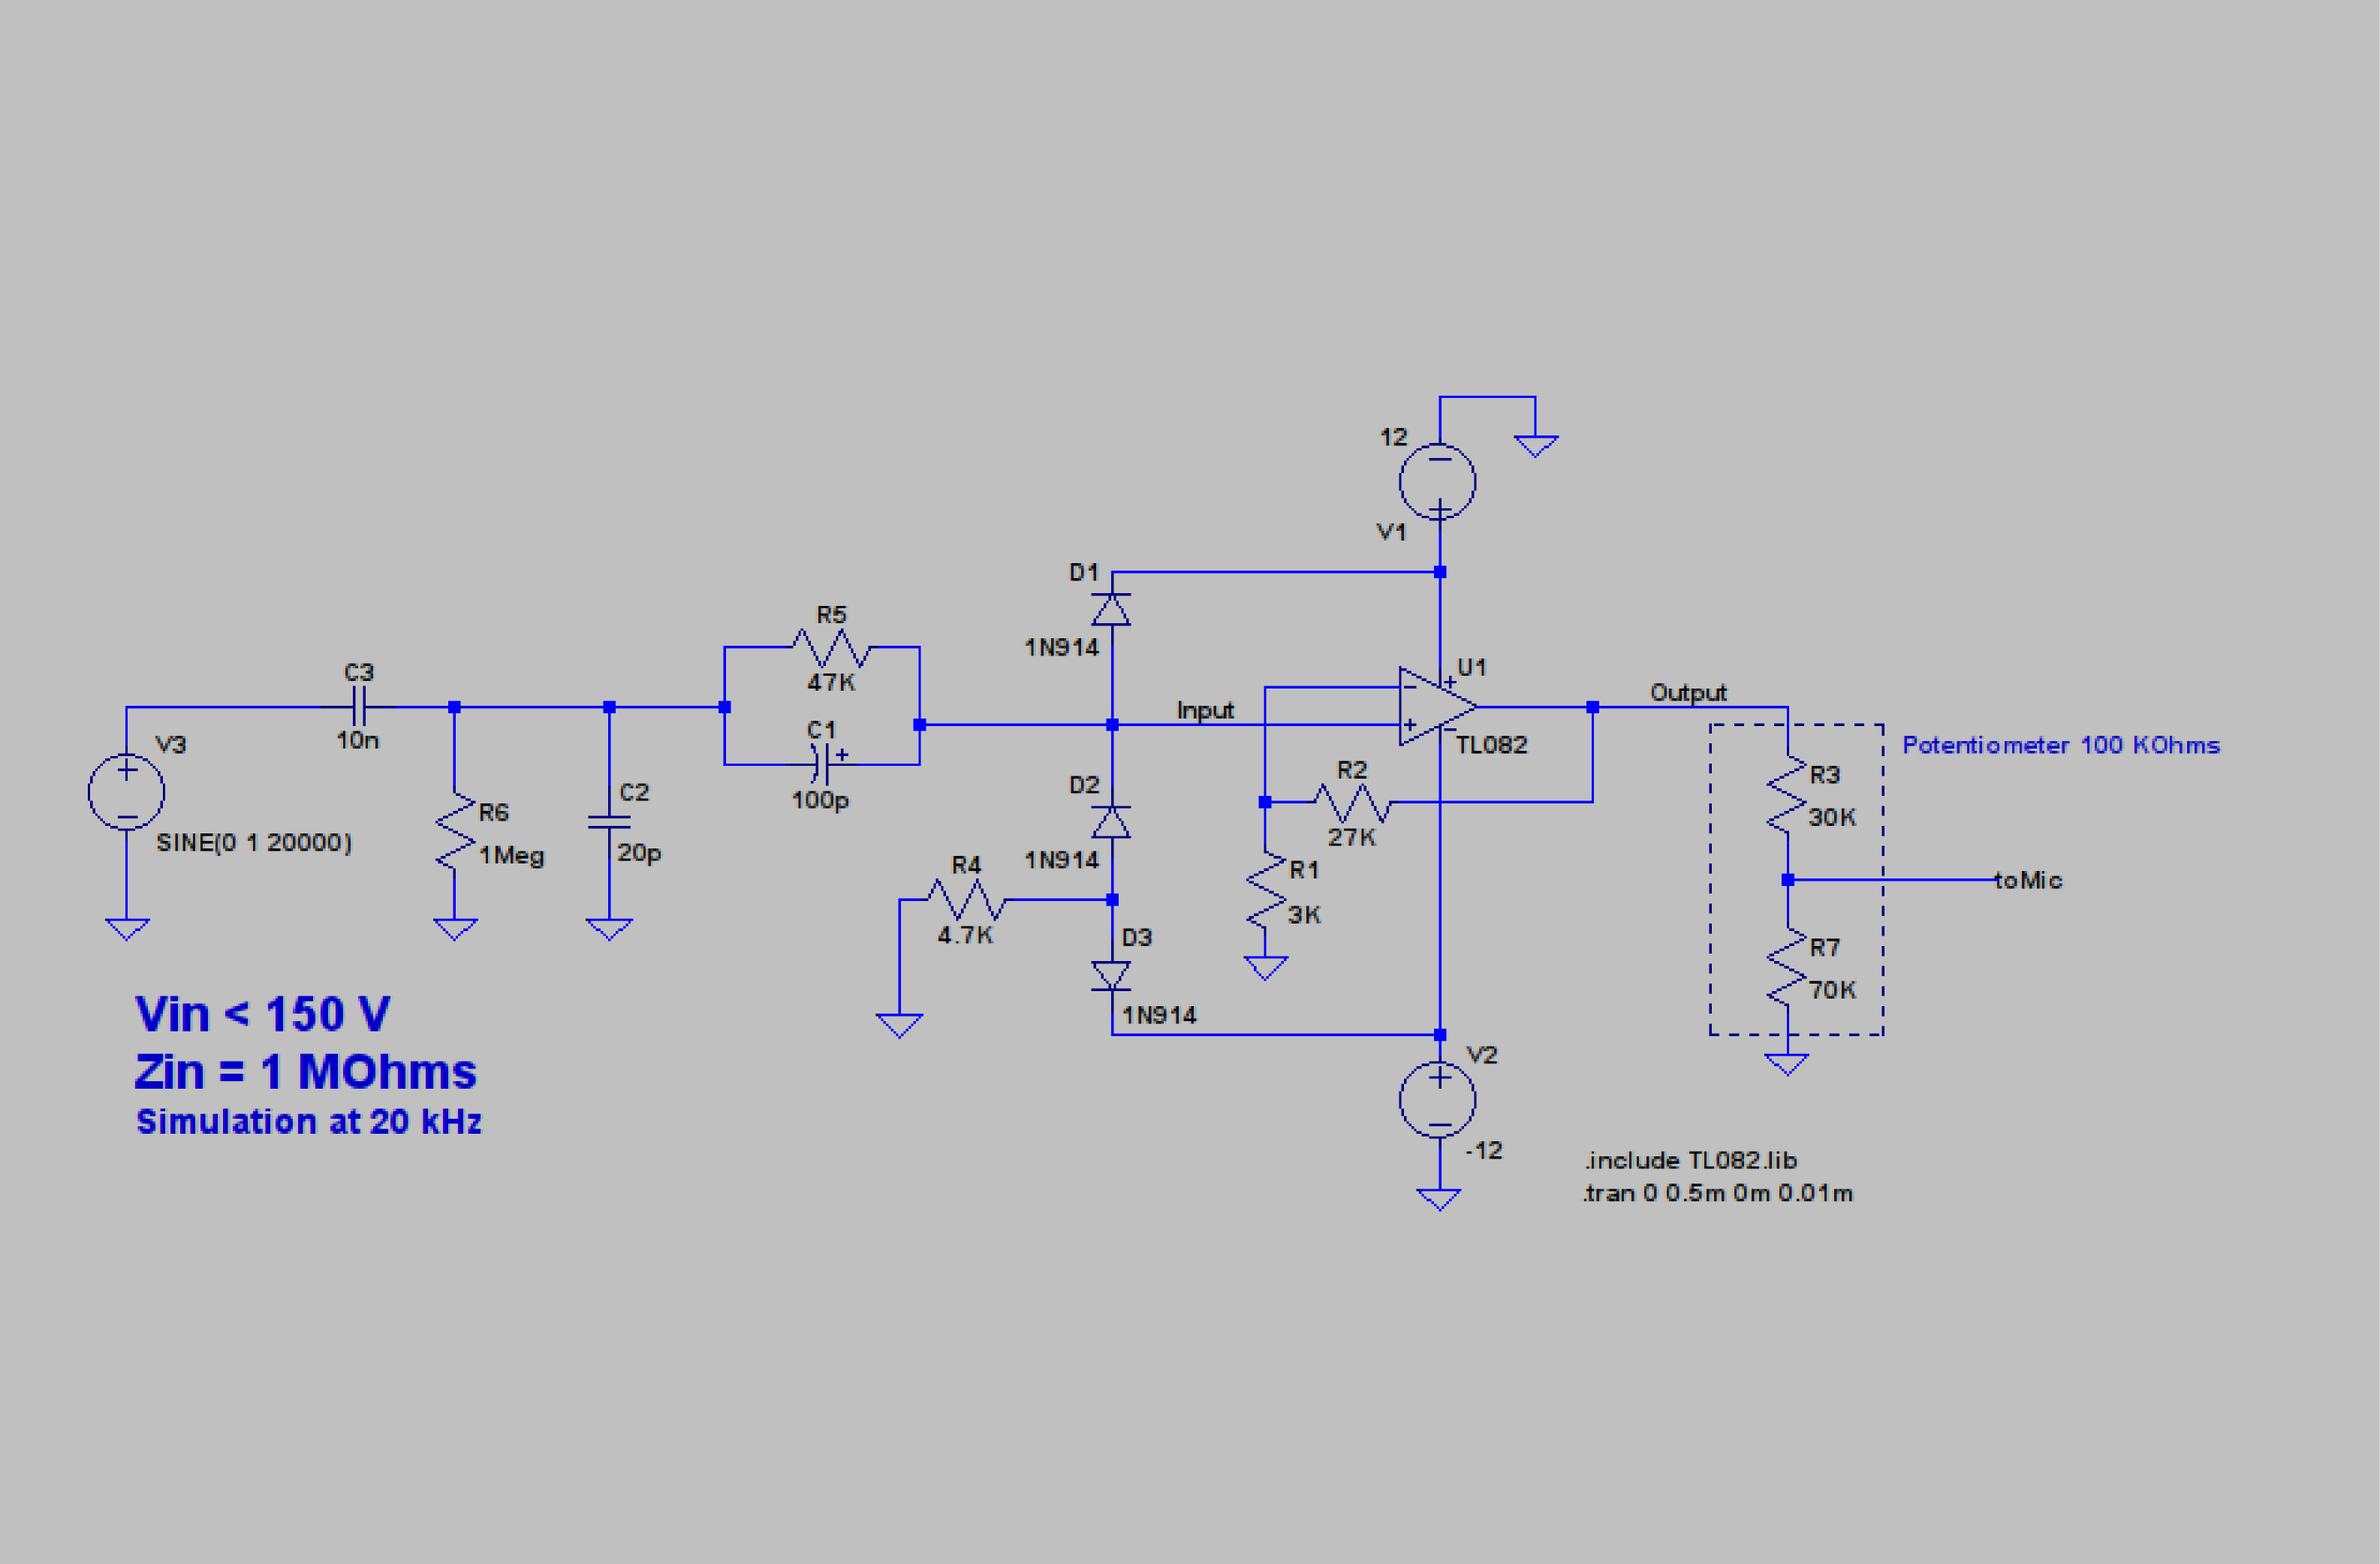 12
V1
D1
1N914
R5
47K
C1
+
100p
C3
10n
V3
+
SINE(0 1 20000)
R6
1Meg
C2
20p
Input
U1
+
-
+
-
TL082
Output
Potentiometer 100 KOhms
R3
30K
toMic
R7
70K
D2
1N914
R2
27K
R1
3K
R4
4.7K
D3
1N914
V2
+
-12
Vin < 150 V
Zin = 1 MOhms
Simulation at 20 kHz
.include TL082.lib
.tran 0 0.5m 0m 0.01m